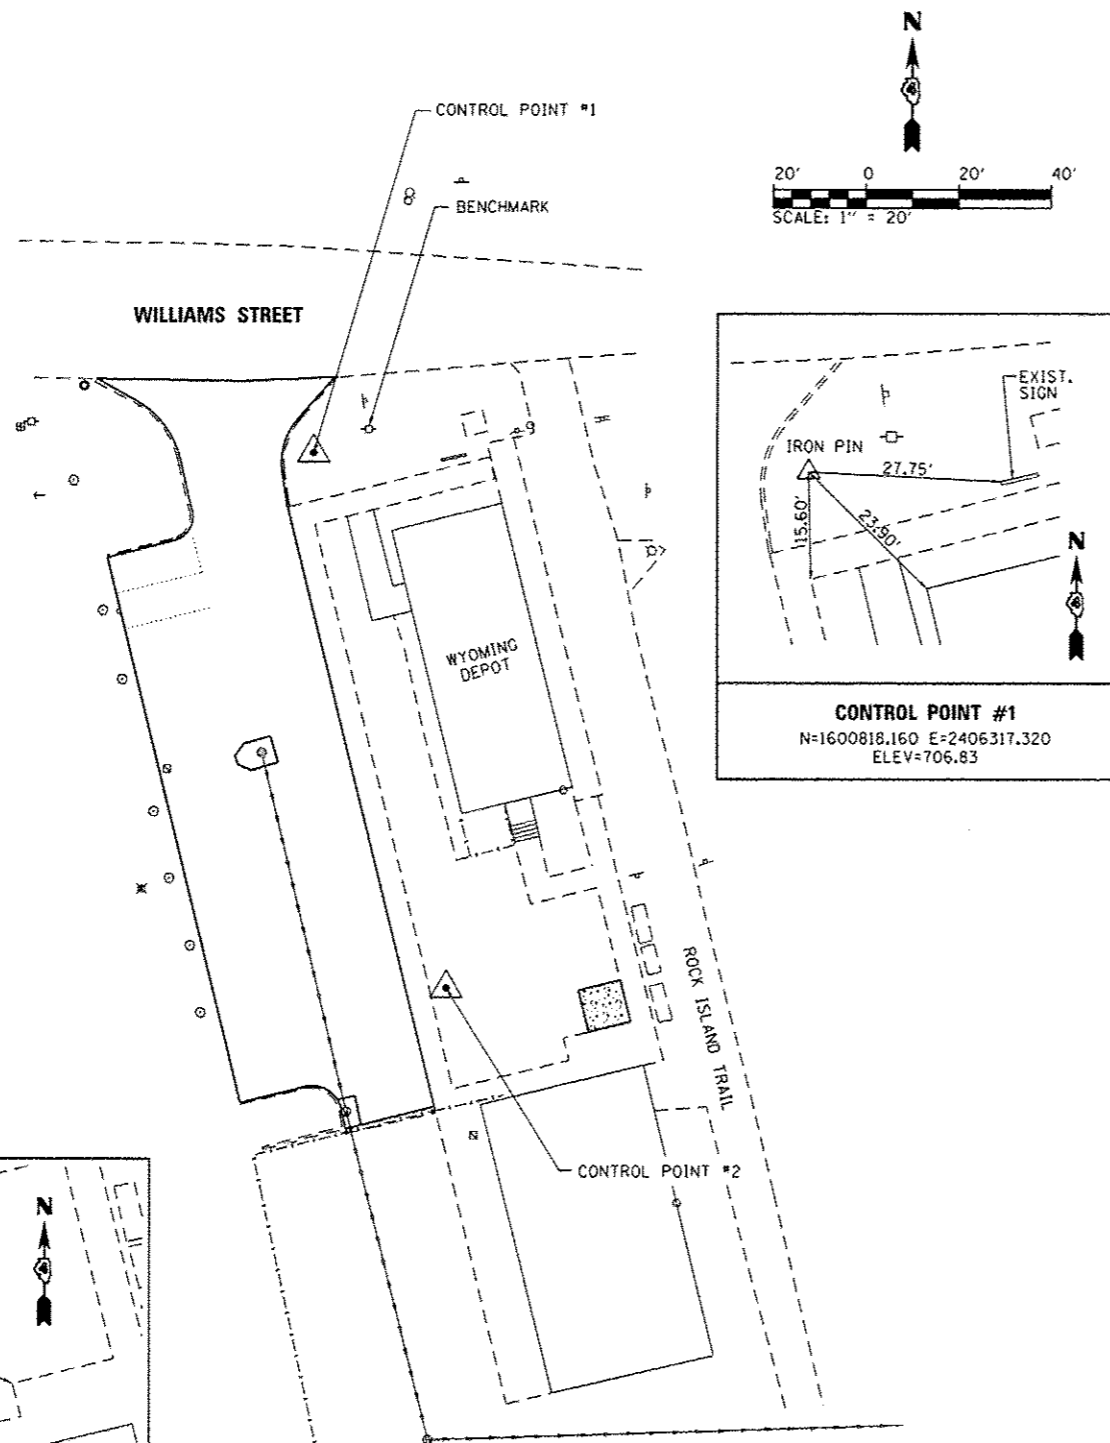 N
CONTROL POINT #1
20' 0 20' 40'
SCALE: 1" = 20'
BENCHMARK
WILLIAMS STREET
EXIST.
SIGN
IRON PIN
27.75'
15.60'
23.90'
N
WYOMING
DEPOT
CONTROL POINT #1
N=1600818.160 E=2406317.320
ELEV=706.83
ROCK ISLAND TRAIL
CONTROL POINT #2
N